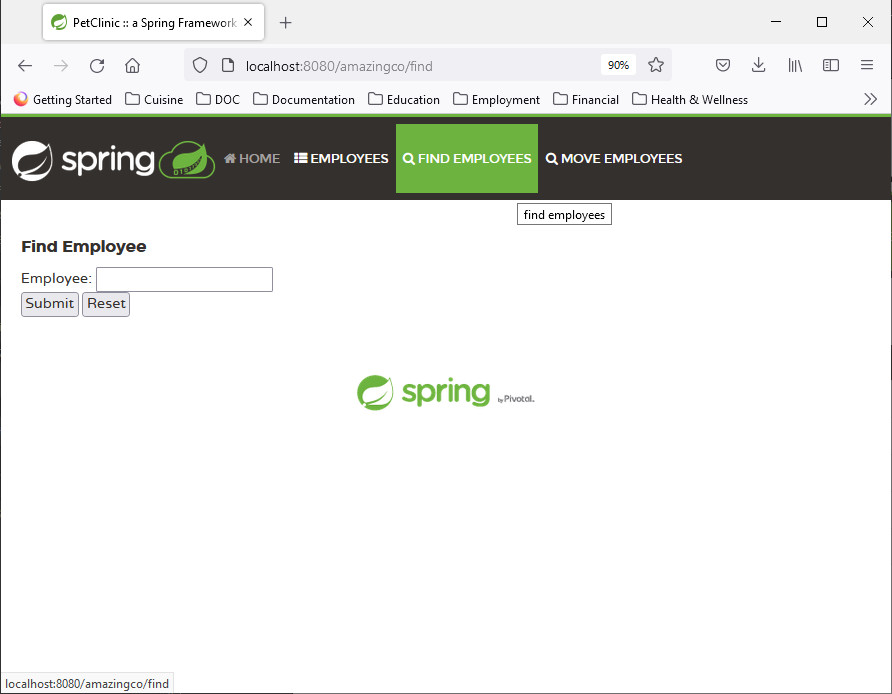 PetClinic :: a Spring Framework
localhost:8080/amazingco/find
90%
Getting Started Cuisine DOC Documentation Education Employment Financial Health & Wellness
spring HOME EMPLOYEES FIND EMPLOYEES MOVE EMPLOYEES
find employees
Find Employee
Employee:
Submit Reset
spring by Pivotal.
localhost:8080/amazingco/find